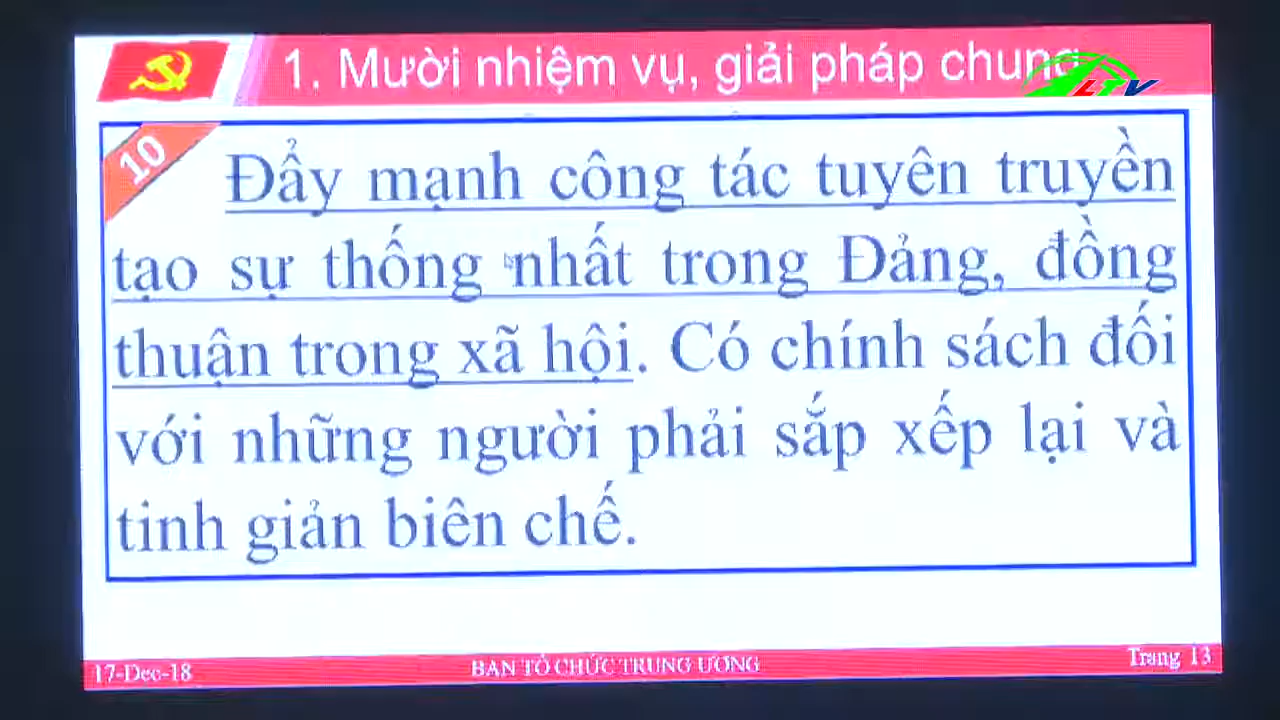 1. Mười nhiệm vụ, giải pháp chung
LTV
10
Đẩy mạnh công tác tuyên truyền
tạo sự thống nhất trong Đảng, đồng
thuận trong xã hội. Có chính sách đối
với những người phải sắp xếp lại và
tinh giản biên chế.
17-Dec-18
BAN TỔ CHỨC TRUNG ƯƠNG
Trang 13